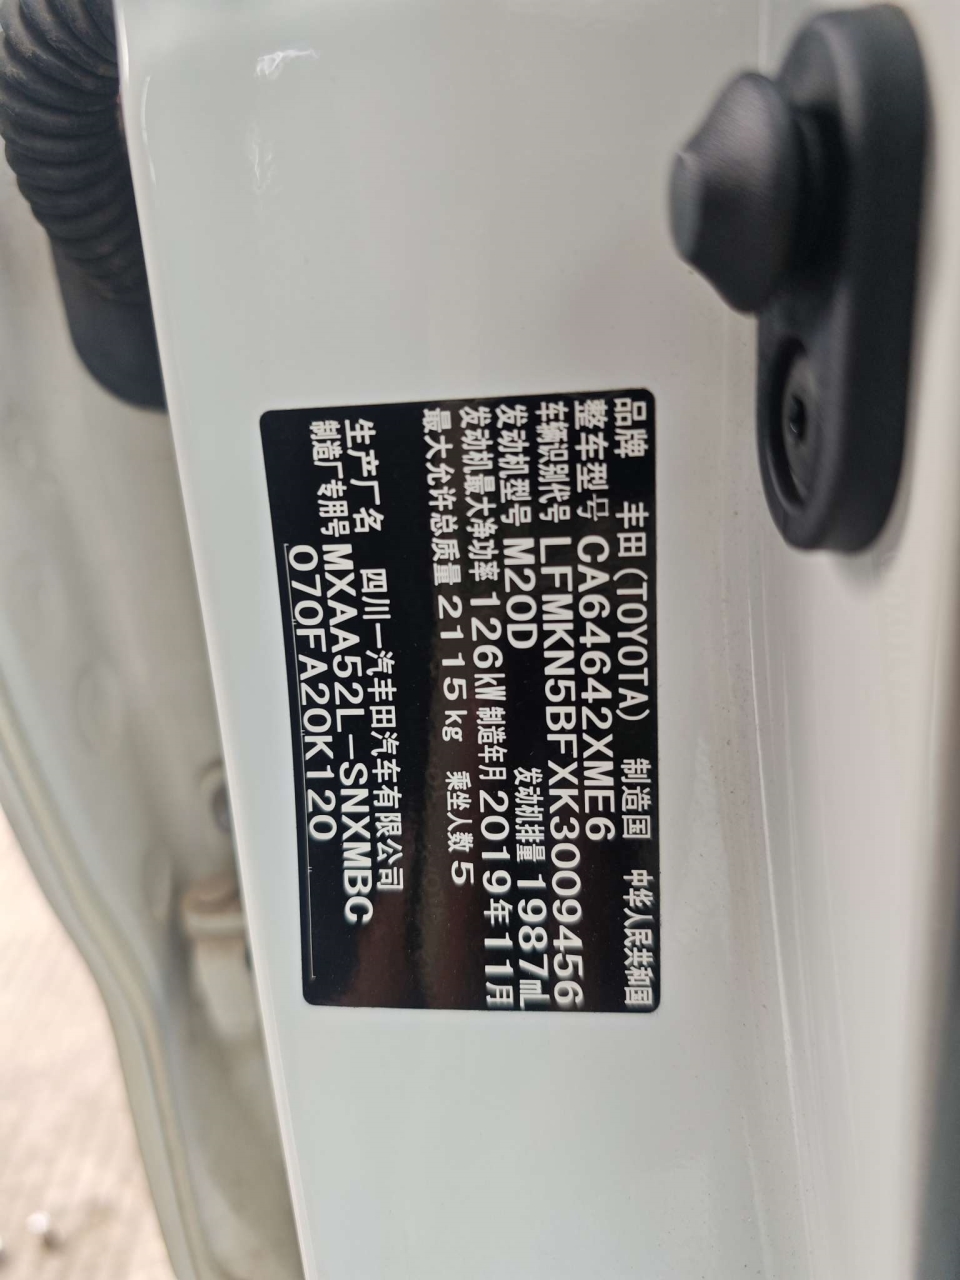 品牌 丰田(TOYOTA) 制造国 中华人民共和国
整车型号 CA64642XME6
车辆识别代号 LFMKN5BFXK3009456
发动机型号 M20D 发动机排量 1987mL
发动机最大净功率 126kW 制造年月 2019年11月
最大允许总质量 2115kg 乘坐人数 5
生产厂名 四川一汽丰田汽车有限公司
制造厂专用号 MXAA52L-SNXMBC
070FA20K120